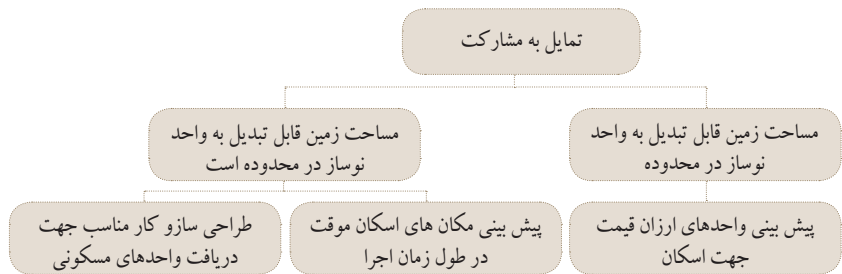 تمایل به مشارکت
مساحت زمین قابل تبدیل به واحد
نوساز در محدوده
مساحت زمین قابل تبدیل به واحد
نوساز در محدوده است
پیش بینی واحدهای ارزان قیمت
جهت اسکان
پیش بینی مکان های اسکان موقت
در طول زمان اجرا
طراحی سازو کار مناسب جهت
دریافت واحدهای مسکونی